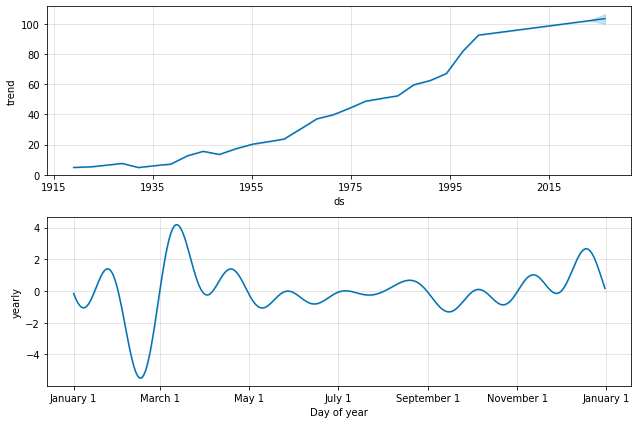 100
80
60
40
20
0
trend
1915 1935 1955 1975 1995 2015
ds
4
2
0
−2
−4
yearly
January 1 March 1 May 1 July 1 September 1 November 1 January 1
Day of year